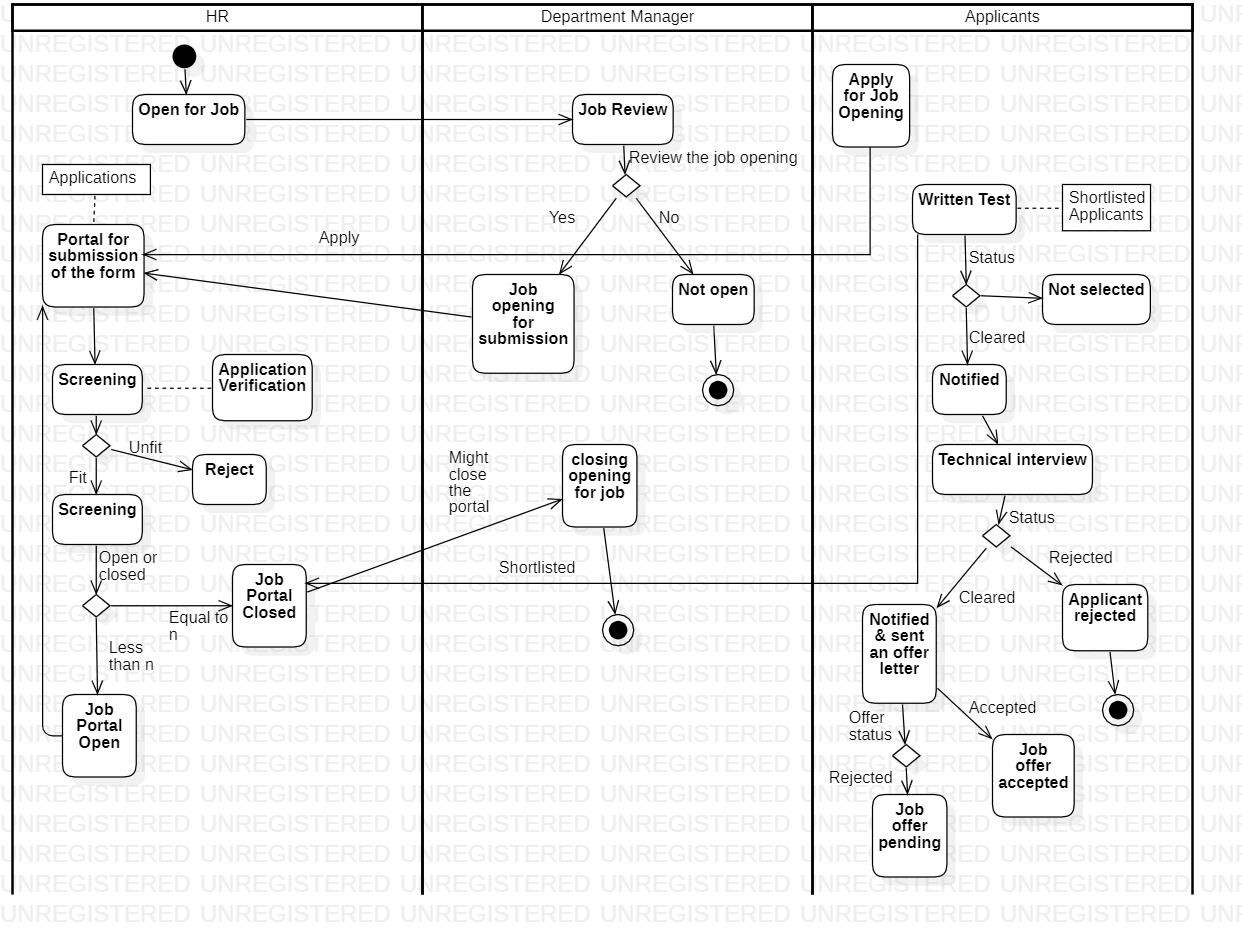 HR
Department Manager
Applicants
Open for Job
Job Review
Apply
for Job
Opening
Review the job opening
Applications
Yes
No
Written Test
Shortlisted
Applicants
Portal for
submission
of the form
Apply
Status
Job
opening
for
submission
Not open
Not selected
Cleared
Screening
Application
Verification
Notified
Unfit
Reject
Fit
Might
close
the
portal
closing
opening
for job
Technical interview
Screening
Status
Open or
closed
Job
Portal
Closed
Shortlisted
Rejected
Equal to
n
Cleared
Applicant
rejected
Notified
& sent
an offer
letter
Less
than n
Job
Portal
Open
Offer
status
Accepted
Job
offer
accepted
Rejected
Job
offer
pending
UNREGISTERED